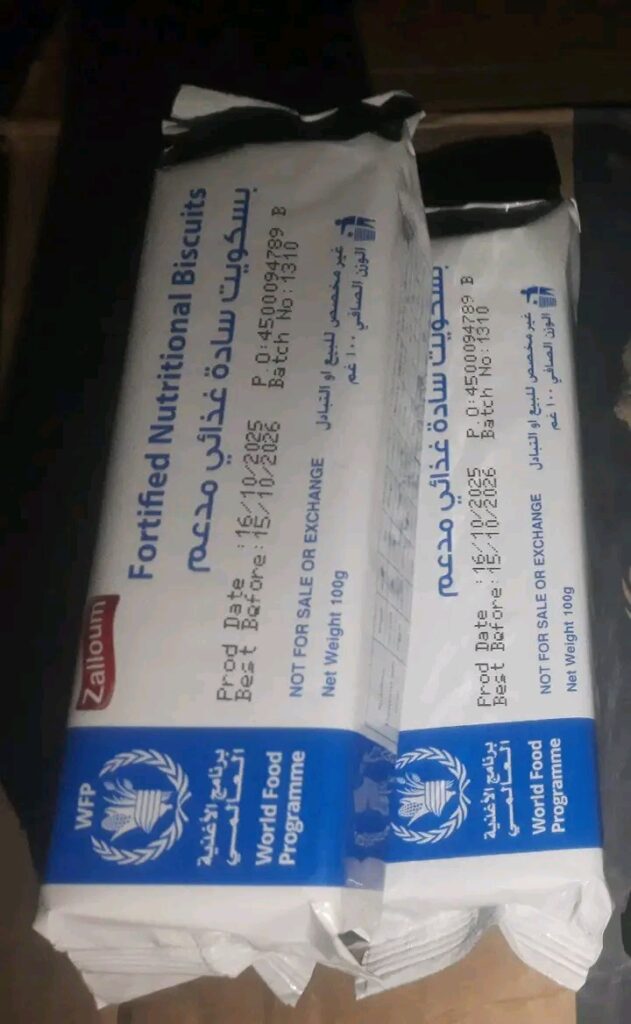 Zalloum
Fortified Nutritional Biscuits
بسكويت سادة غذائي مدعم
Prod Date :16/10/2025 P.O:4500094789 B
Best Before:15/10/2026 Batch No:1310
NOT FOR SALE OR EXCHANGE غير مخصص للبيع او التبادل
Net Weight 100g الوزن الصافي ١٠٠ غم
WFP
برنامج الأغذية
العالمي
World Food
Programme
بسكويت سادة غذائي مدعم
Prod Date :16/10/2025 P.O:4500094789 B
Best Before:15/10/2026 Batch No:1310
NOT FOR SALE OR EXCHANGE غير مخصص للبيع او التبادل
Net Weight 100g الوزن الصافي ١٠٠ غم
برنامج الأغذية
العالمي
World Food
Programme